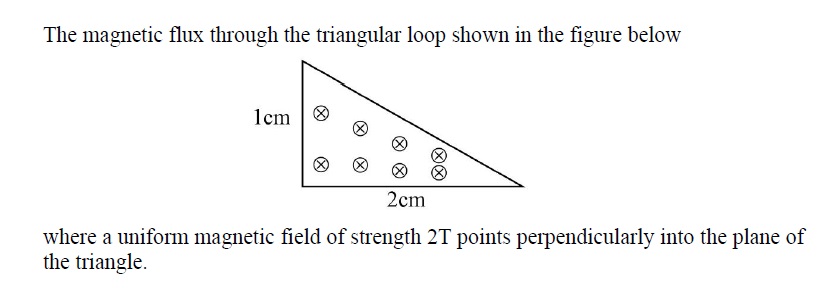 The magnetic flux through the triangular loop shown in the figure below
1cm
2cm
where a uniform magnetic field of strength 2T points perpendicularly into the plane of
the triangle.